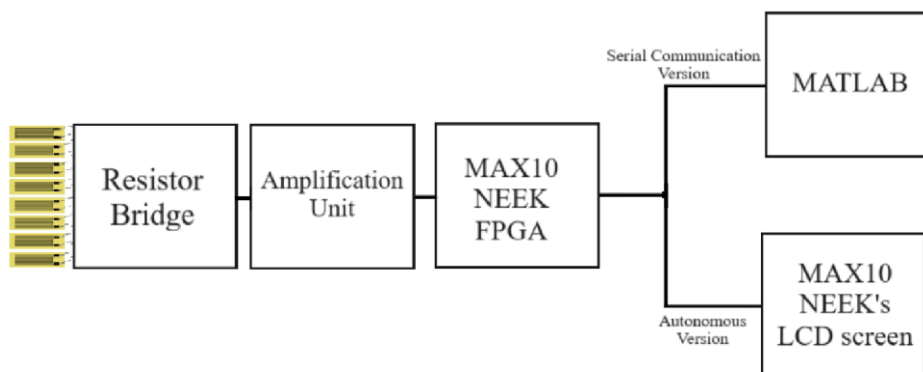 Resistor
Bridge
Amplification
Unit
MAX10
NEEK
FPGA
Serial Communication
Version
MATLAB
Autonomous
Version
MAX10
NEEK's
LCD screen